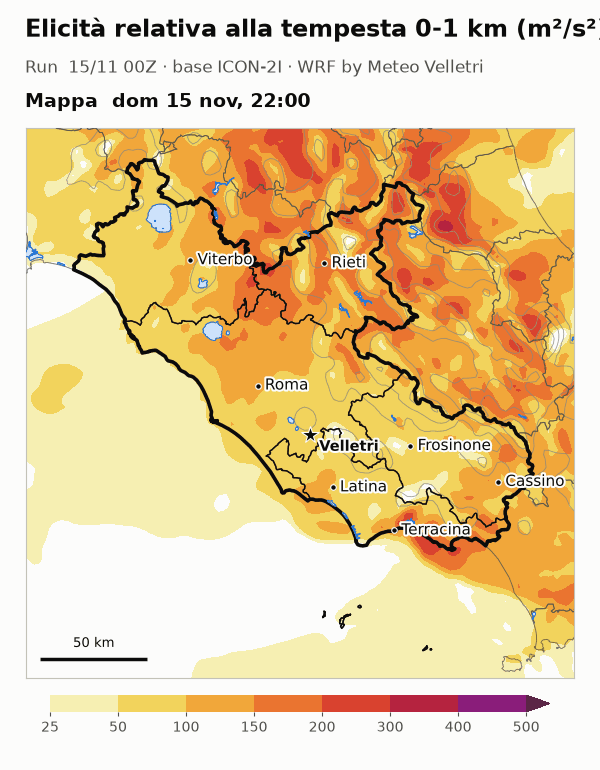 Elicità relativa alla tempesta 0-1 km (m²/s²)
Run 15/11 00Z · base ICON-2I · WRF by Meteo Velletri
Mappa dom 15 nov, 22:00
Viterbo
Rieti
Roma
Velletri
Frosinone
Latina
Cassino
Terracina
50 km
25 50 100 150 200 300 400 500